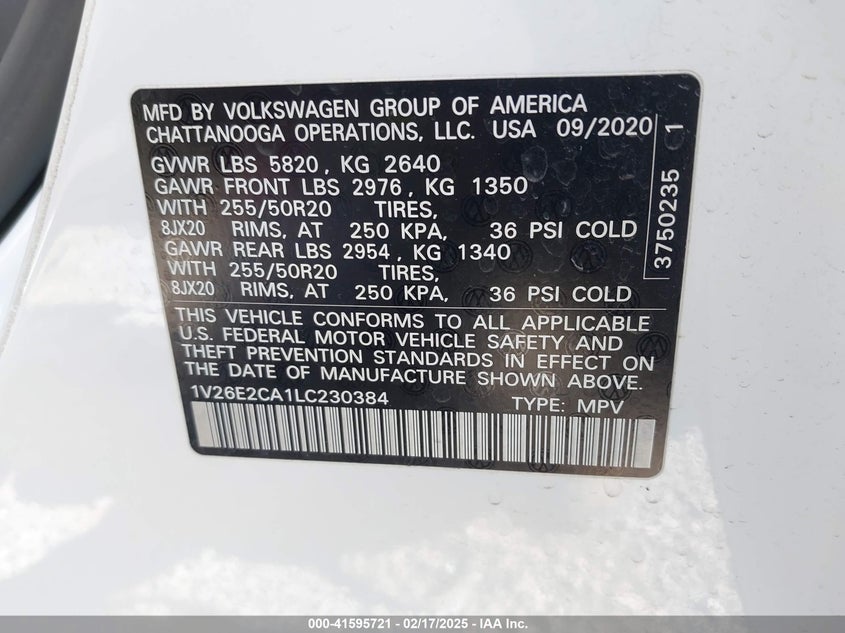 MFD BY VOLKSWAGEN GROUP OF AMERICA
CHATTANOOGA OPERATIONS, LLC. USA 09/2020
GVWR LBS 5820, KG 2640
GAWR FRONT LBS 2976, KG 1350
WITH 255/50R20 TIRES,
8JX20 RIMS, AT 250 KPA, 36 PSI COLD
GAWR REAR LBS 2954, KG 1340
WITH 255/50R20 TIRES,
8JX20 RIMS, AT 250 KPA, 36 PSI COLD
THIS VEHICLE CONFORMS TO ALL APPLICABLE
U.S. FEDERAL MOTOR VEHICLE SAFETY AND
THEFT PREVENTION STANDARDS IN EFFECT ON
THE DATE OF MANUFACTURE SHOWN ABOVE.
1V26E2CA1LC230384 TYPE: MPV
3750235 1
000-41595721 - 02/17/2025 - IAA Inc.